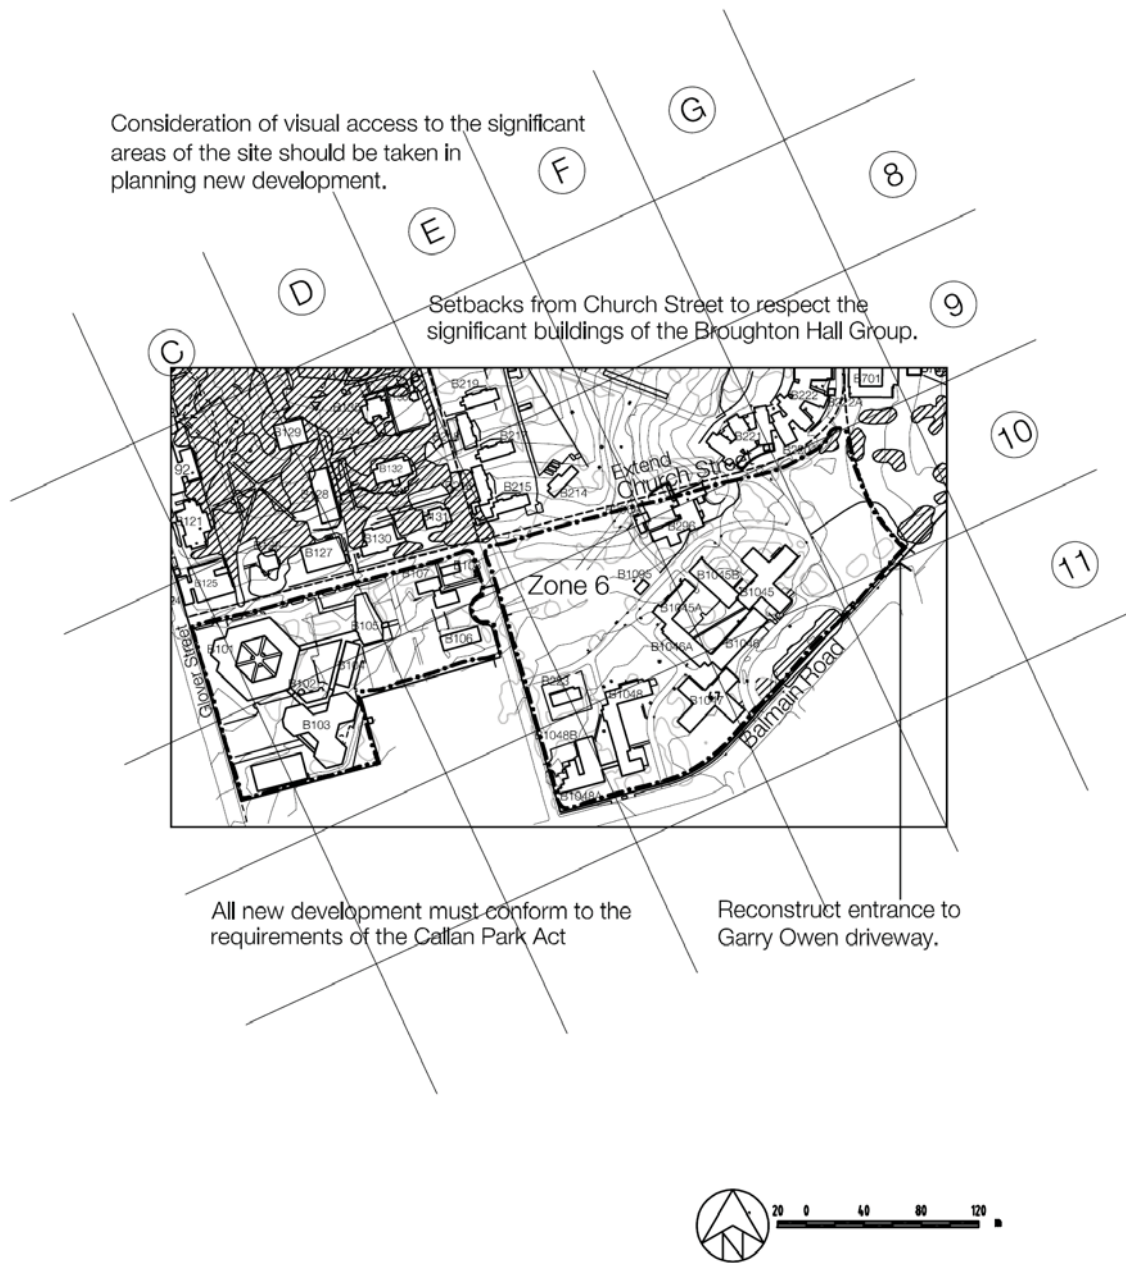 G
Consideration of visual access to the significant
areas of the site should be taken in
planning new development.
F
8
E
D
Setbacks from Church Street to respect the
significant buildings of the Broughton Hall Group.
9
C
B219
B701
B222
B129
B221
10
92
B132
Extend
Church Street
B215
B214
B121
B296
B130
B127
11
B125
B107
Zone 6
B1095
B1045B
B1045
B1045A
B105
B106
B101
B1046
B1046A
B104
Glover Street
B102
B1048
B1047
B103
Balmain Road
B1048B
B1048A
All new development must conform to the
requirements of the Callan Park Act
Reconstruct entrance to
Garry Owen driveway.
N
20 0 40 80 120 m